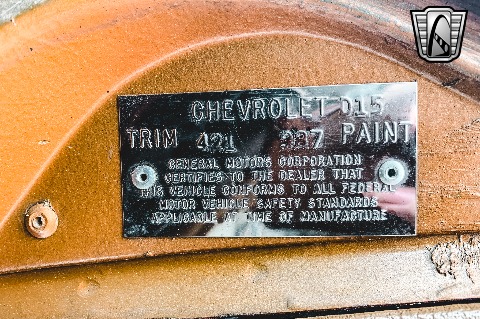 CHEVROLET D15
TRIM 421 987 PAINT
GENERAL MOTORS CORPORATION
CERTIFIES TO THE DEALER THAT
THIS VEHICLE CONFORMS TO ALL FEDERAL
MOTOR VEHICLE SAFETY STANDARDS
APPLICABLE AT TIME OF MANUFACTURE